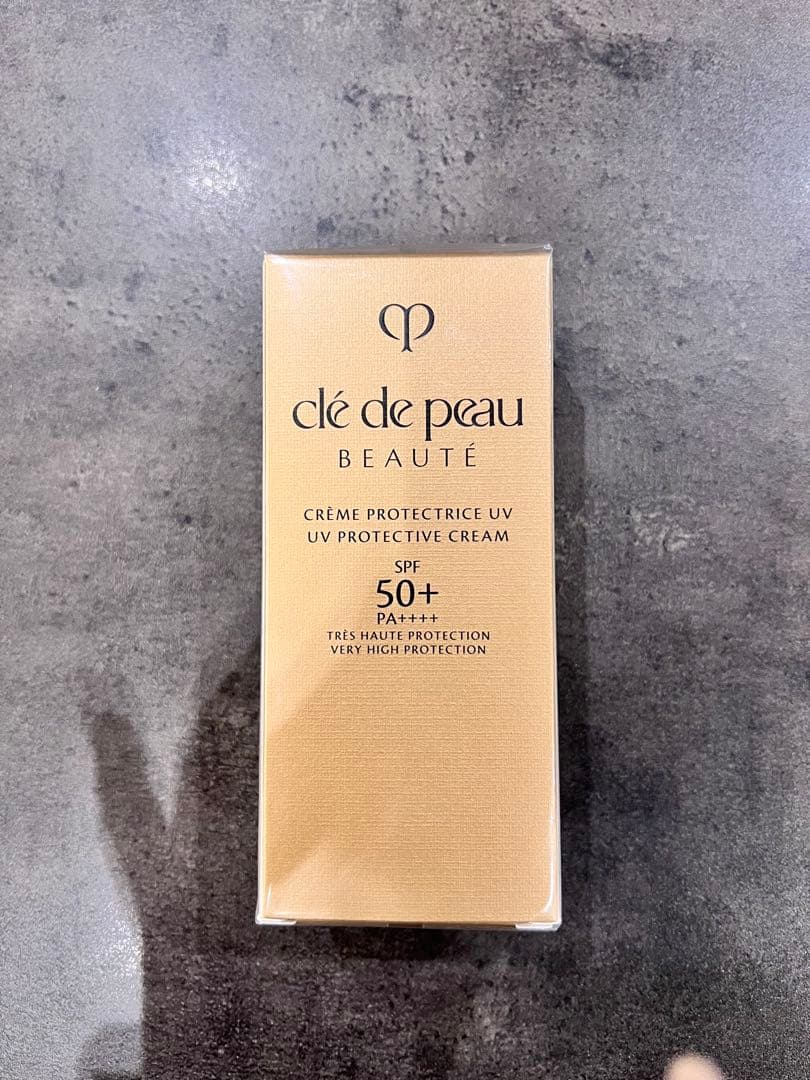 clé de peau
BEAUTÉ
CRÈME PROTECTRICE UV
UV PROTECTIVE CREAM
SPF
50+
PA++++
TRÈS HAUTE PROTECTION
VERY HIGH PROTECTION